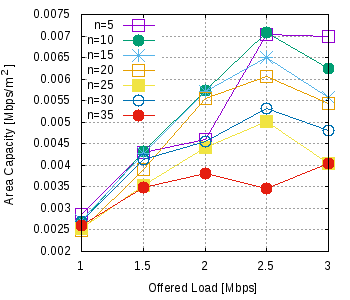 0.0075
0.007
0.0065
0.006
0.0055
0.005
0.0045
0.004
0.0035
0.003
0.0025
0.002
Area Capacity [Mbps/m²]
n=5
n=10
n=15
n=20
n=25
n=30
n=35
1 1.5 2 2.5 3
Offered Load [Mbps]